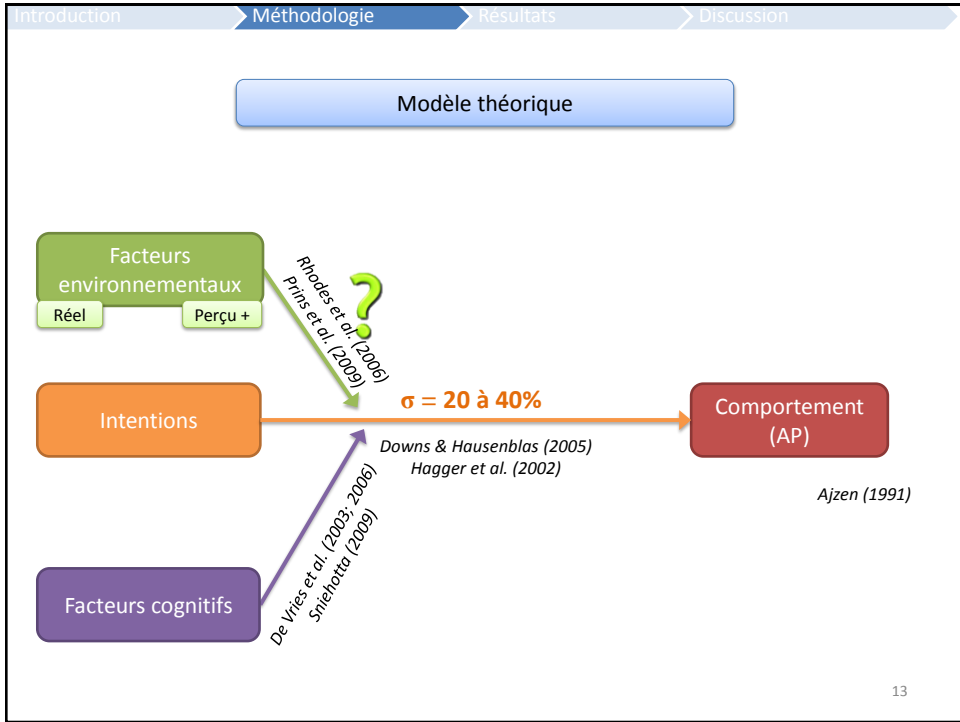 Introduction
Méthodologie
Résultats
Discussion
Modèle théorique
Facteurs
environnementaux
Réel
Perçu +
Rhodes et al. (2006)
Prins et al. (2009)
?
Intentions
σ = 20 à 40%
Downs & Hausenblas (2005)
Hagger et al. (2002)
Comportement
(AP)
Ajzen (1991)
De Vries et al. (2003; 2006)
Sniehotta (2009)
Facteurs cognitifs
13